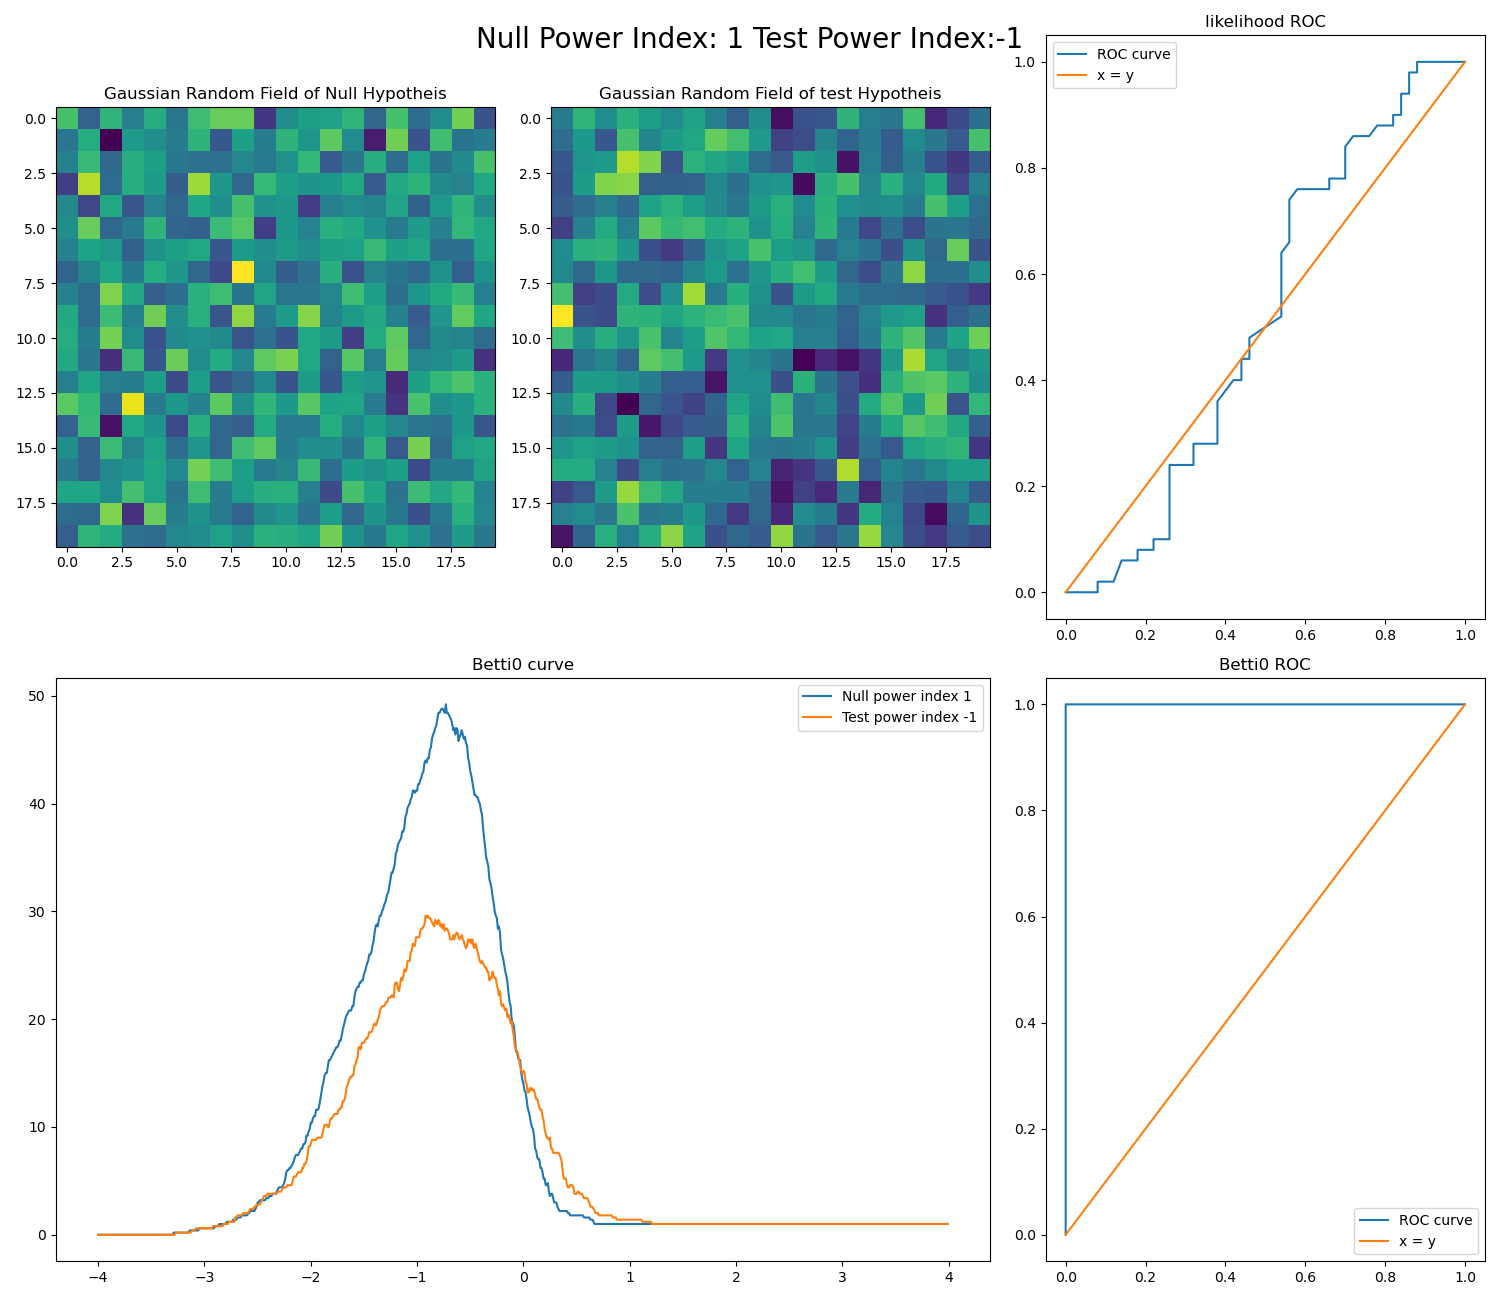 Null Power Index: 1 Test Power Index:-1
Gaussian Random Field of Null Hypotheis
0.0
2.5
5.0
7.5
10.0
12.5
15.0
17.5
0.0 2.5 5.0 7.5 10.0 12.5 15.0 17.5
Gaussian Random Field of test Hypotheis
0.0
2.5
5.0
7.5
10.0
12.5
15.0
17.5
0.0 2.5 5.0 7.5 10.0 12.5 15.0 17.5
likelihood ROC
ROC curve
x = y
1.0
0.8
0.6
0.4
0.2
0.0
0.0 0.2 0.4 0.6 0.8 1.0
Betti0 curve
Null power index 1
Test power index -1
50
40
30
20
10
0
−4 −3 −2 −1 0 1 2 3 4
Betti0 ROC
1.0
0.8
0.6
0.4
0.2
0.0
ROC curve
x = y
0.0 0.2 0.4 0.6 0.8 1.0